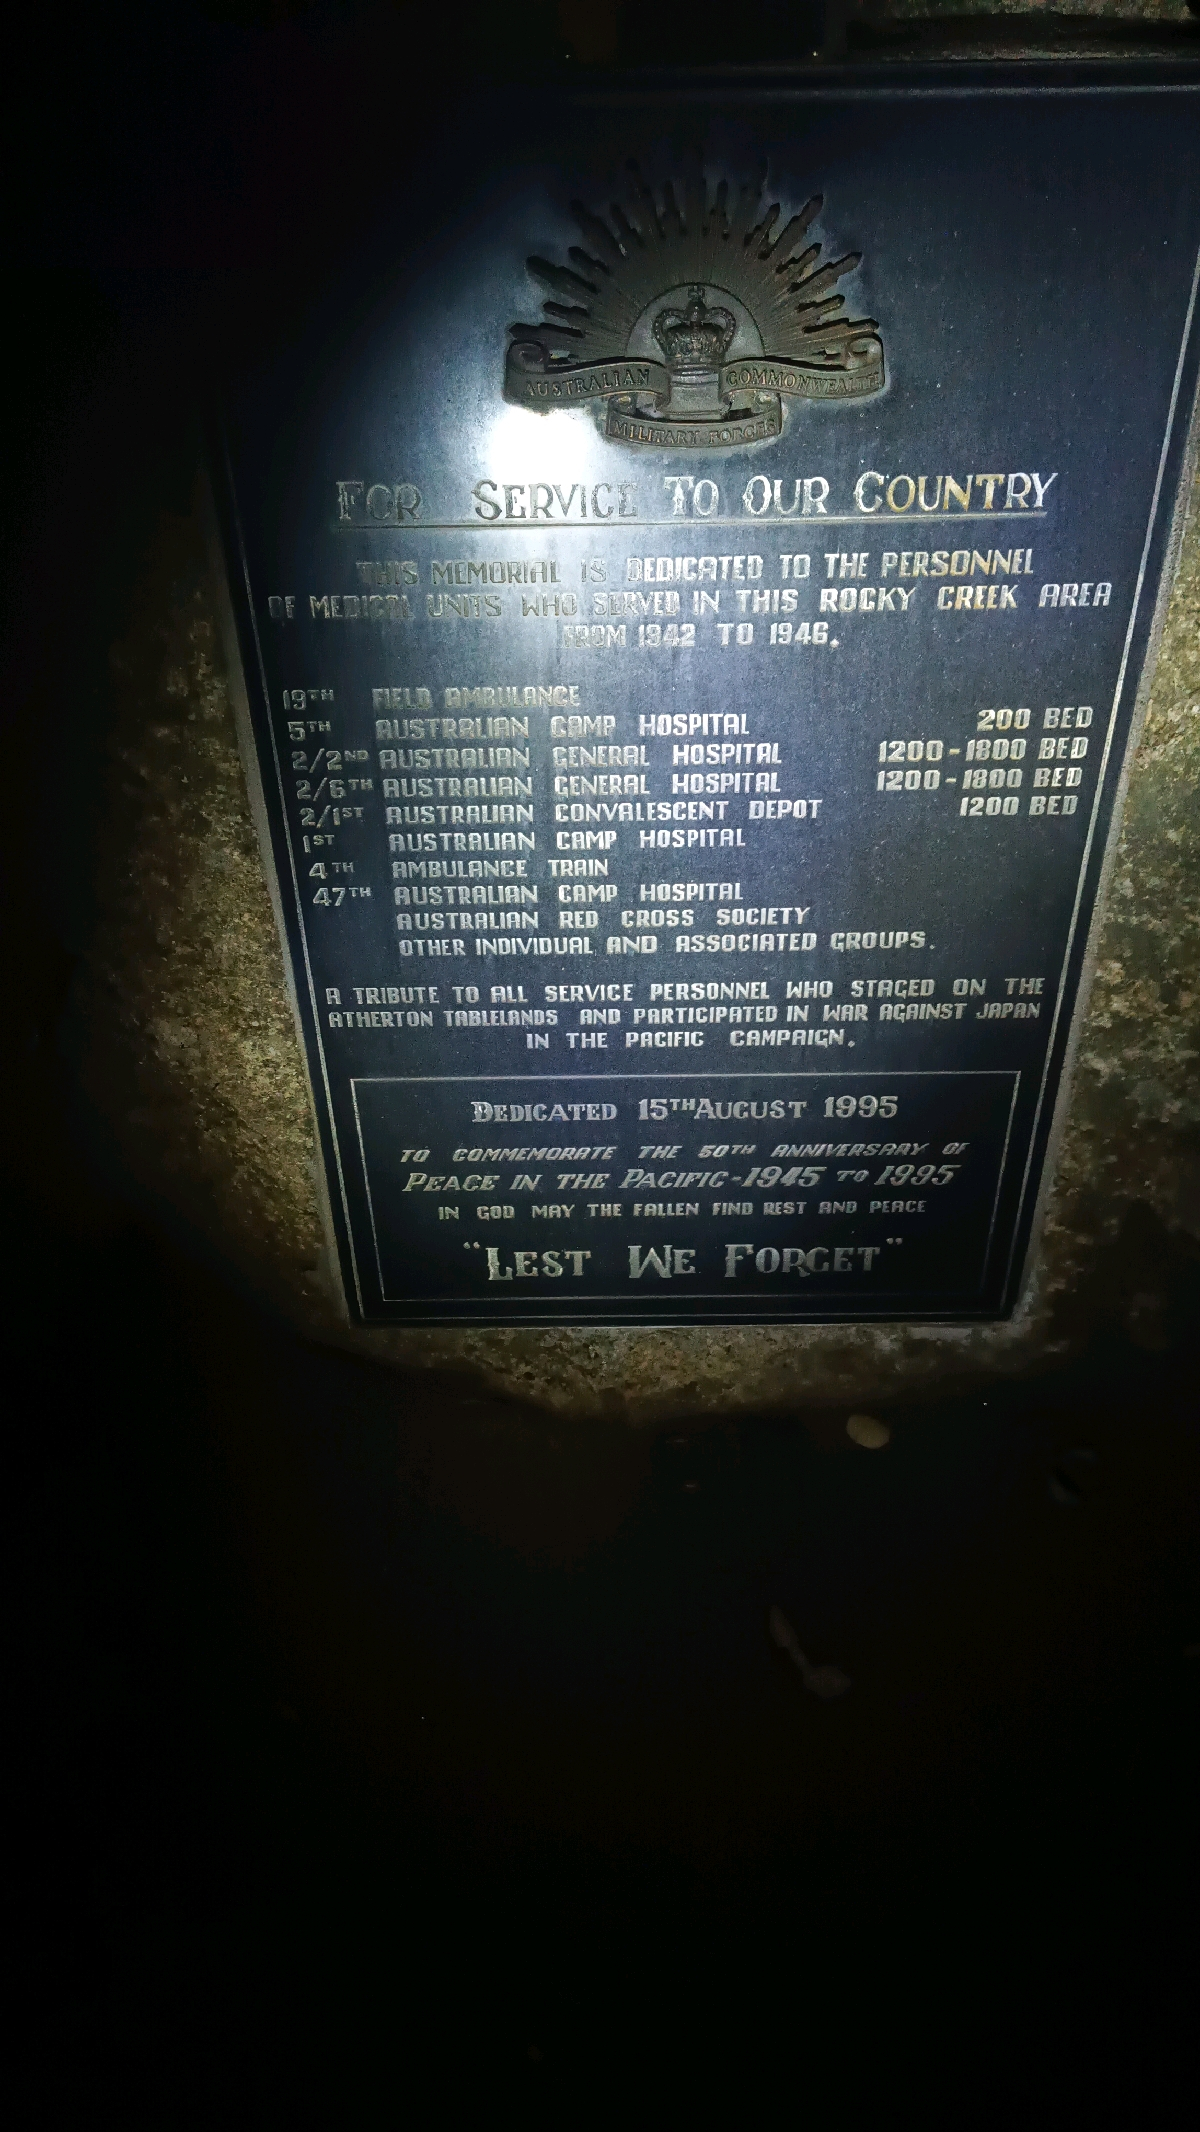 AUSTRALIAN COMMONWEALTH
MILITARY FORCES
FOR SERVICE TO OUR COUNTRY
THIS MEMORIAL IS DEDICATED TO THE PERSONNEL
OF MEDICAL UNITS WHO SERVED IN THIS ROCKY CREEK AREA
FROM 1942 TO 1946.
19TH FIELD AMBULANCE
5TH AUSTRALIAN CAMP HOSPITAL 200 BED
2/2ND AUSTRALIAN GENERAL HOSPITAL 1200-1800 BED
2/6TH AUSTRALIAN GENERAL HOSPITAL 1200-1800 BED
2/1ST AUSTRALIAN CONVALESCENT DEPOT 1200 BED
1ST AUSTRALIAN CAMP HOSPITAL
4TH AMBULANCE TRAIN
47TH AUSTRALIAN CAMP HOSPITAL
AUSTRALIAN RED CROSS SOCIETY
OTHER INDIVIDUAL AND ASSOCIATED GROUPS.
A TRIBUTE TO ALL SERVICE PERSONNEL WHO STAGED ON THE
ATHERTON TABLELANDS AND PARTICIPATED IN WAR AGAINST JAPAN
IN THE PACIFIC CAMPAIGN.
DEDICATED 15TH AUGUST 1995
TO COMMEMORATE THE 50TH ANNIVERSARY OF
PEACE IN THE PACIFIC-1945 TO 1995
IN GOD MAY THE FALLEN FIND REST AND PEACE
"LEST WE FORGET"